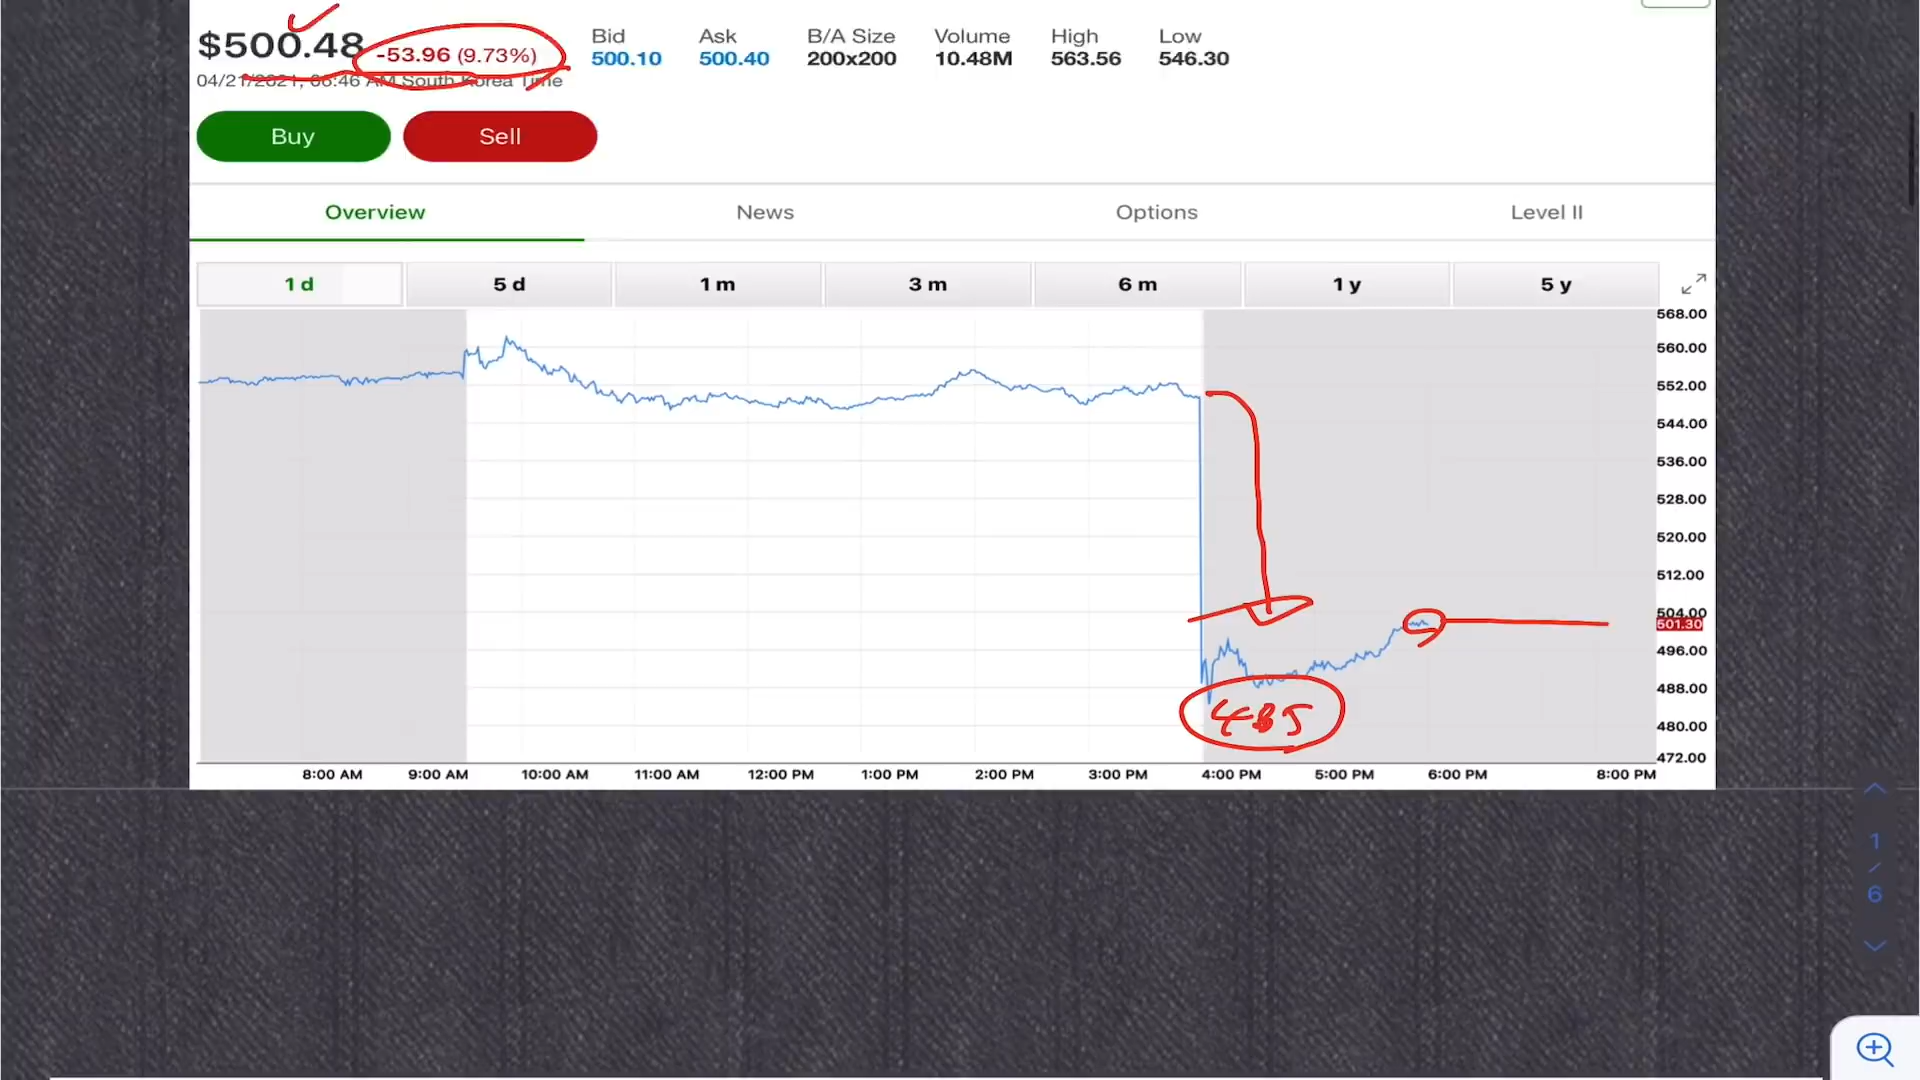 $500.48
-53.96 (9.73%)
04/21/2021, 06:46 AM South Korea Time
Bid Ask B/A Size Volume High Low
500.10 500.40 200x200 10.48M 563.56 546.30
Buy Sell
Overview News Options Level II
1 d 5 d 1 m 3 m 6 m 1 y 5 y
568.00
560.00
552.00
544.00
536.00
528.00
520.00
512.00
504.00
501.30
496.00
488.00
485
480.00
472.00
8:00 AM 9:00 AM 10:00 AM 11:00 AM 12:00 PM 1:00 PM 2:00 PM 3:00 PM 4:00 PM 5:00 PM 6:00 PM 8:00 PM
1
/
6